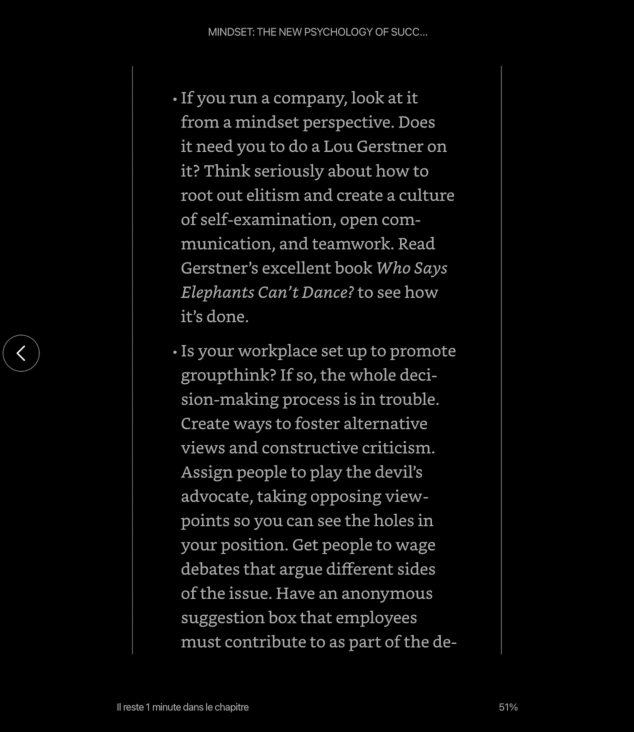 MINDSET: THE NEW PSYCHOLOGY OF SUCC...
• If you run a company, look at it
from a mindset perspective. Does
it need you to do a Lou Gerstner on
it? Think seriously about how to
root out elitism and create a culture
of self-examination, open com-
munication, and teamwork. Read
Gerstner's excellent book Who Says
Elephants Can't Dance? to see how
it's done.
• Is your workplace set up to promote
groupthink? If so, the whole deci-
sion-making process is in trouble.
Create ways to foster alternative
views and constructive criticism.
Assign people to play the devil's
advocate, taking opposing view-
points so you can see the holes in
your position. Get people to wage
debates that argue different sides
of the issue. Have an anonymous
suggestion box that employees
must contribute to as part of the de-
Il reste 1 minute dans le chapitre
51%